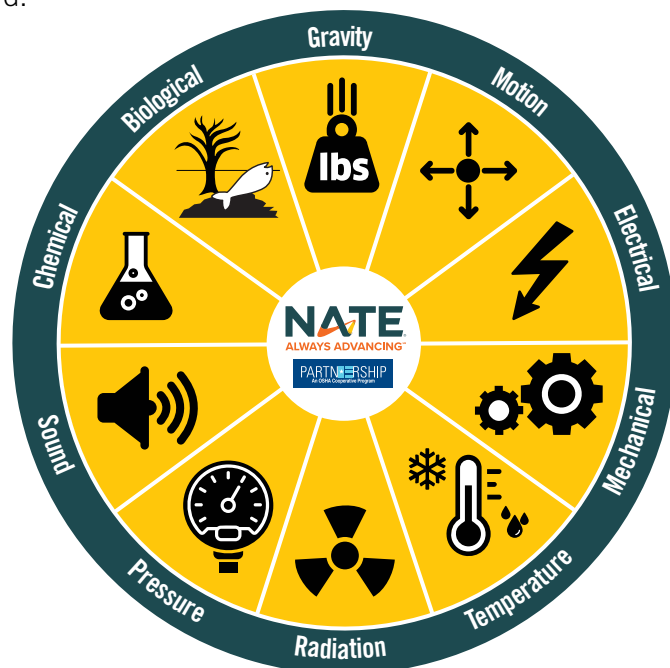 d.
Gravity
Motion
Electrical
Mechanical
Temperature
Radiation
Pressure
Sound
Chemical
Biological
lbs
NATE
ALWAYS ADVANCING
PARTNERSHIP
An OSHA Cooperative Program